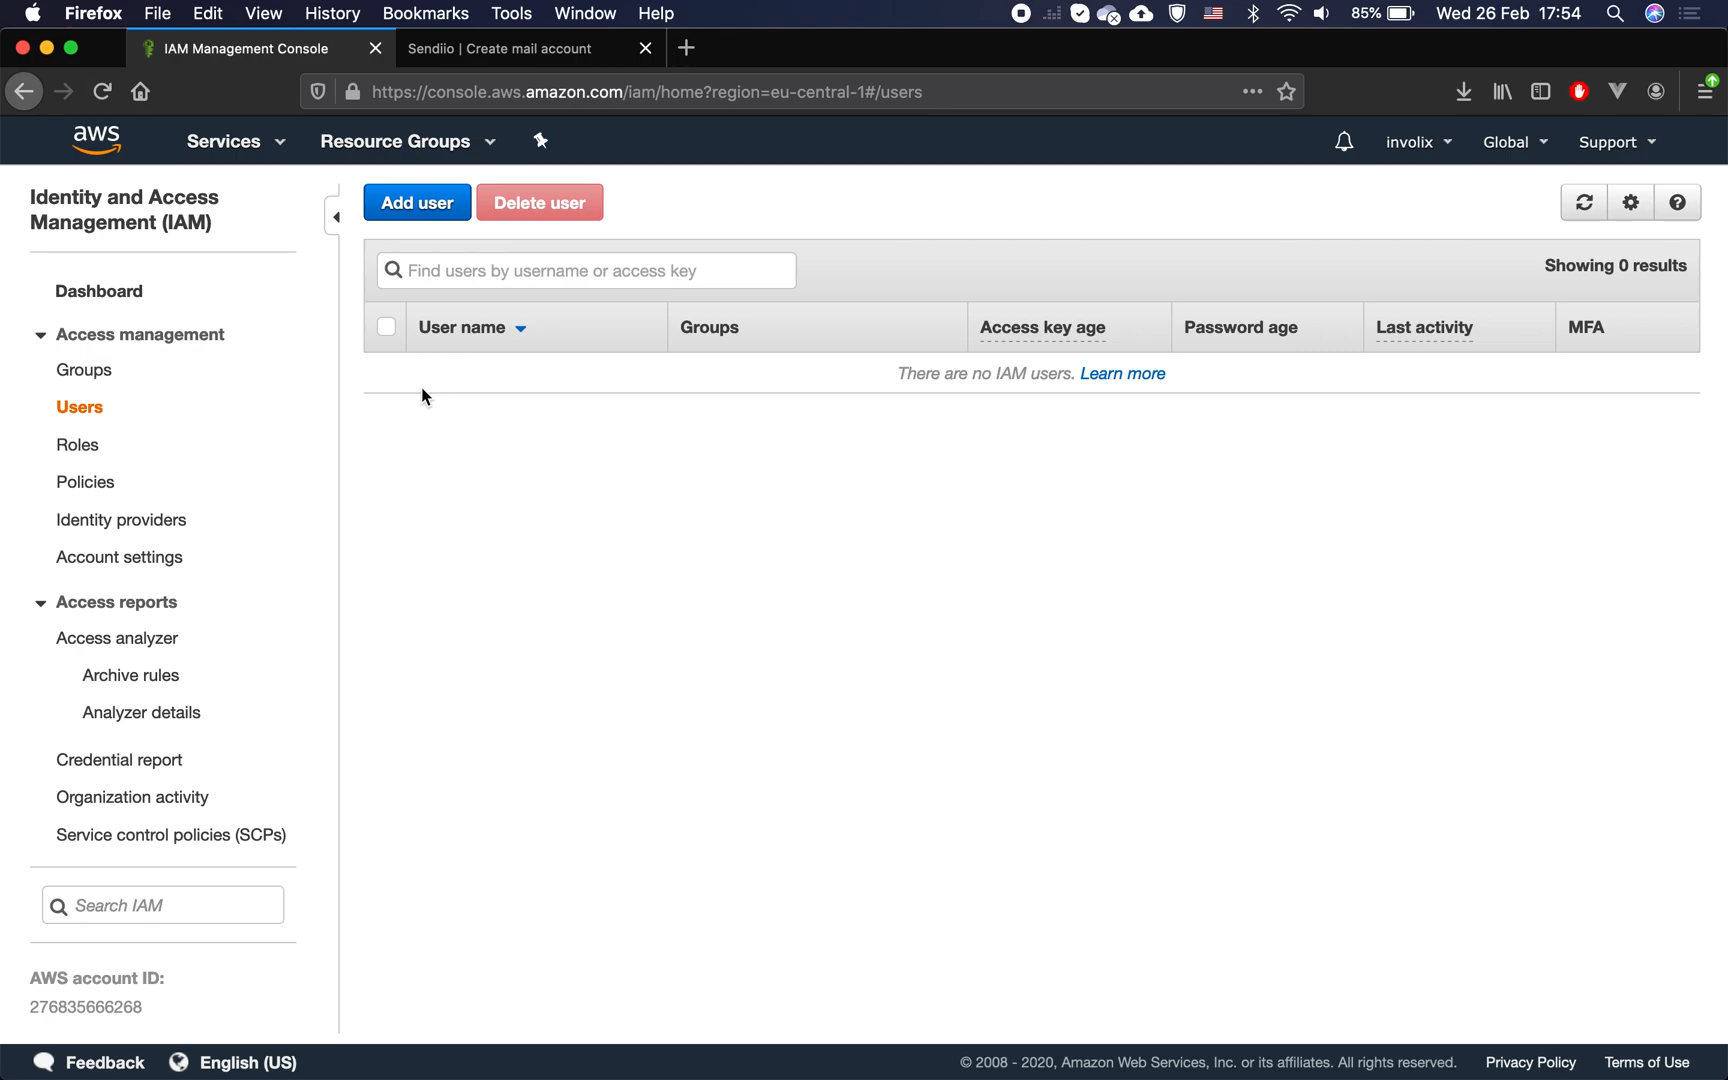 Firefox File Edit View History Bookmarks Tools Window Help 85% Wed 26 Feb 17:54
IAM Management Console Sendiio | Create mail account
https://console.aws.amazon.com/iam/home?region=eu-central-1#/users
aws Services Resource Groups involix Global Support
Identity and Access
Management (IAM)
Dashboard
Access management
Groups
Users
Roles
Policies
Identity providers
Account settings
Access reports
Access analyzer
Archive rules
Analyzer details
Credential report
Organization activity
Service control policies (SCPs)
Search IAM
AWS account ID:
276835666268
Add user Delete user
Find users by username or access key
Showing 0 results
User name Groups Access key age Password age Last activity MFA
There are no IAM users. Learn more
Feedback English (US) © 2008 - 2020, Amazon Web Services, Inc. or its affiliates. All rights reserved. Privacy Policy Terms of Use